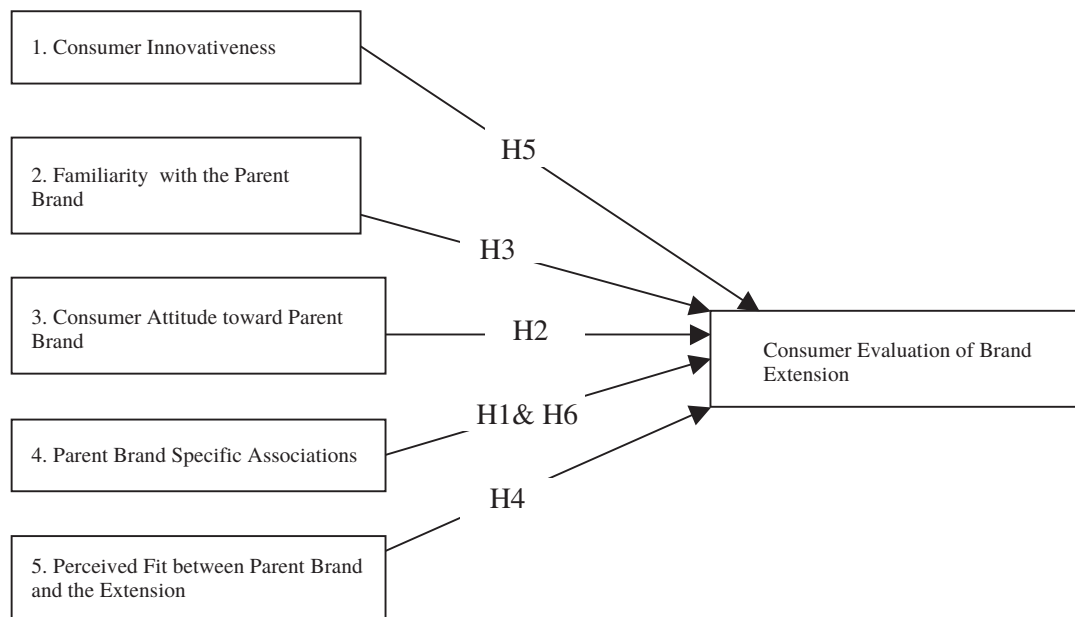 1. Consumer Innovativeness
H5
2. Familiarity with the Parent
Brand
H3
3. Consumer Attitude toward Parent
Brand
H2
Consumer Evaluation of Brand
Extension
H1& H6
4. Parent Brand Specific Associations
H4
5. Perceived Fit between Parent Brand
and the Extension